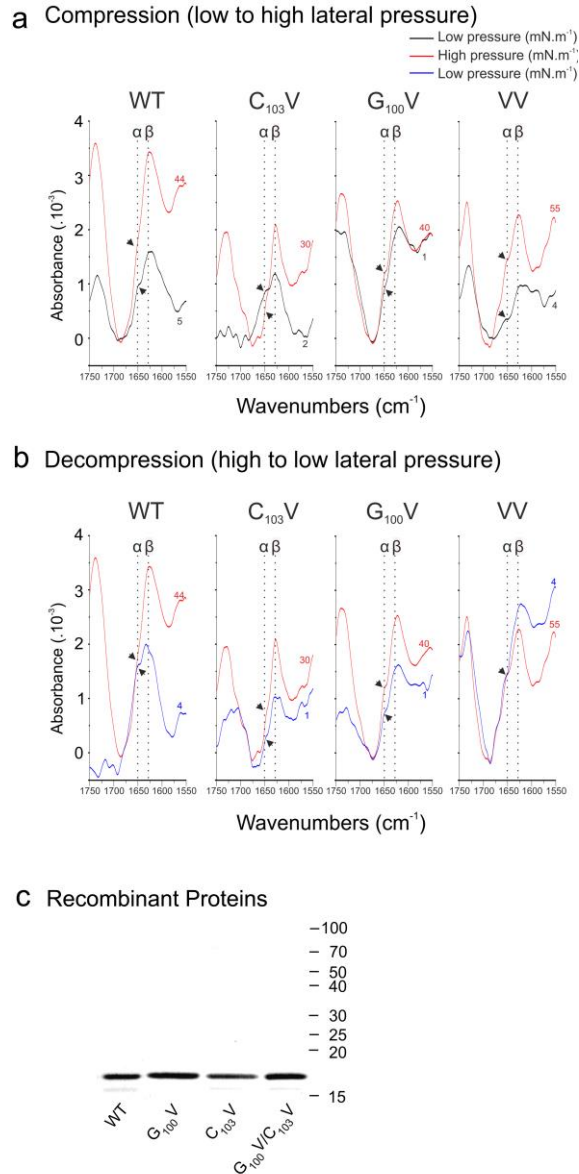 a Compression (low to high lateral pressure)
Low pressure (mN.m⁻¹)
High pressure (mN.m⁻¹)
Low pressure (mN.m⁻¹)
WT C₁₀₃V G₁₀₀V VV
α β α β α β α β
Absorbance (.10⁻³)
4
3
2
1
0
44
5
30
2
40
1
55
4
1750 1700 1650 1600 1550 1750 1700 1650 1600 1550 1750 1700 1650 1600 1550 1750 1700 1650 1600 1550
Wavenumbers (cm⁻¹)
b Decompression (high to low lateral pressure)
WT C₁₀₃V G₁₀₀V VV
α β α β α β α β
Absorbance (.10⁻³)
4
3
2
1
0
44
4
30
1
40
1
4
55
1750 1700 1650 1600 1550 1750 1700 1650 1600 1550 1750 1700 1650 1600 1550 1750 1700 1650 1600 1550
Wavenumbers (cm⁻¹)
c Recombinant Proteins
100
70
50
40
30
25
20
15
WT G₁₀₀V C₁₀₃V G₁₀₀V/C₁₀₃V